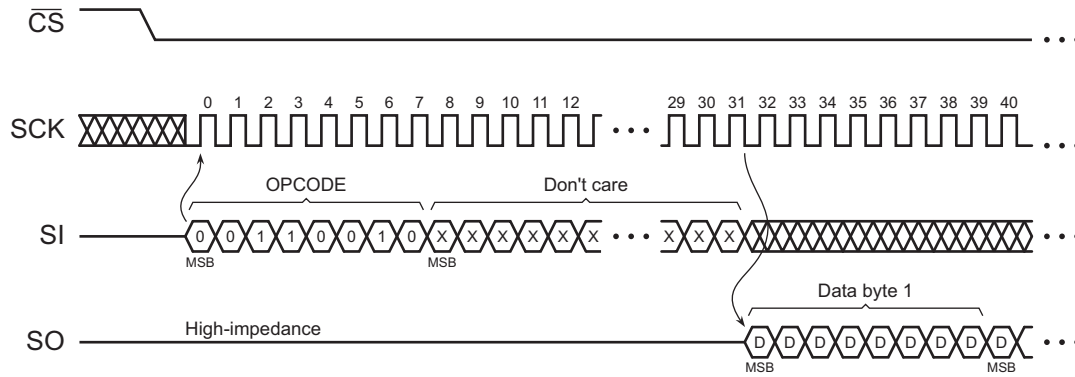 CS
0 1 2 3 4 5 6 7 8 9 10 11 12 29 30 31 32 33 34 35 36 37 38 39 40
SCK
OPCODE Don't care
SI 0 0 1 1 0 0 1 0 X X X X X X X X X
MSB MSB
Data byte 1
High-impedance
SO D D D D D D D D D
MSB MSB